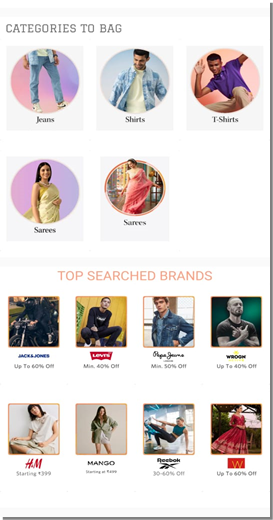 CATEGORIES TO BAG
Jeans
Shirts
T-Shirts
Sarees
Sarees
TOP SEARCHED BRANDS
JACK&JONES
Levi's
Pepe Jeans
WROGN
Up To 60% Off
Min. 40% Off
Min. 50% Off
Up To 40% Off
H&M
MANGO
Reebok
W
Starting ₹399
Starting at ₹499
30-60% Off
Up To 60% Off